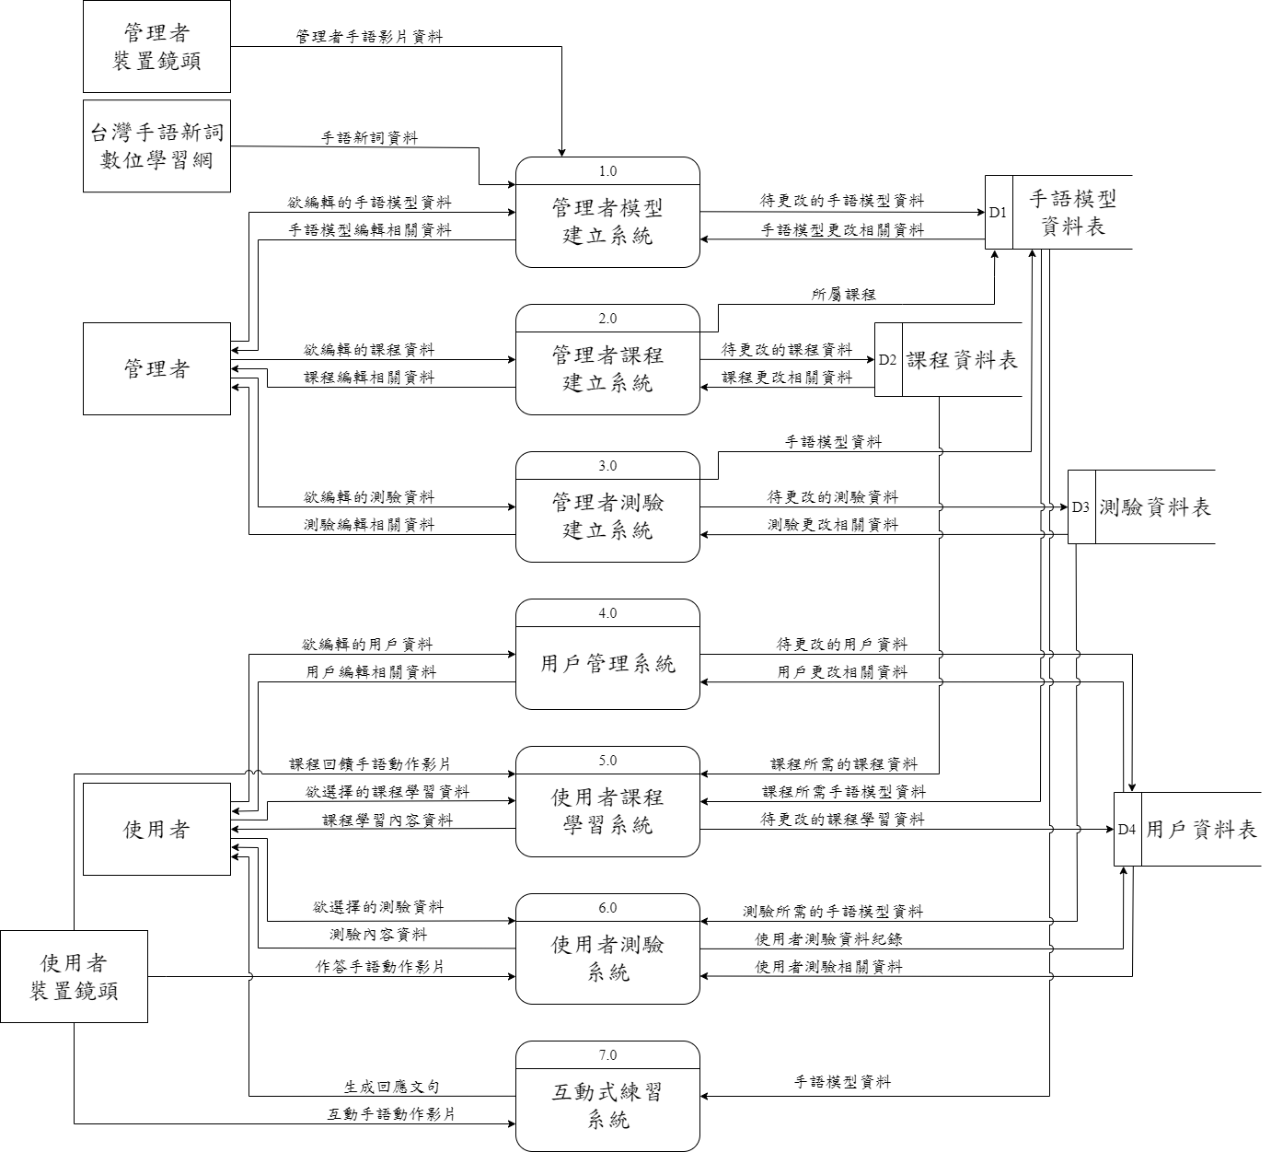 管理者
裝置鏡頭
管理者手語影片資料
台灣手語新詞
數位學習網
手語新詞資料
1.0
管理者模型
建立系統
欲編輯的手語模型資料
手語模型編輯相關資料
待更改的手語模型資料
手語模型更改相關資料
D1
手語模型
資料表
所屬課程
2.0
管理者課程
建立系統
管理者
欲編輯的課程資料
課程編輯相關資料
待更改的課程資料
課程更改相關資料
D2
課程資料表
手語模型資料
3.0
管理者測驗
建立系統
欲編輯的測驗資料
測驗編輯相關資料
待更改的測驗資料
測驗更改相關資料
D3
測驗資料表
4.0
用戶管理系統
欲編輯的用戶資料
用戶編輯相關資料
待更改的用戶資料
用戶更改相關資料
5.0
使用者課程
學習系統
課程回饋手語動作影片
欲選擇的課程學習資料
課程學習內容資料
課程所需的課程資料
課程所需手語模型資料
待更改的課程學習資料
使用者
D4
用戶資料表
6.0
使用者測驗
系統
欲選擇的測驗資料
測驗內容資料
作答手語動作影片
測驗所需的手語模型資料
使用者測驗資料紀錄
使用者測驗相關資料
使用者
裝置鏡頭
7.0
互動式練習
系統
生成回應文句
互動手語動作影片
手語模型資料